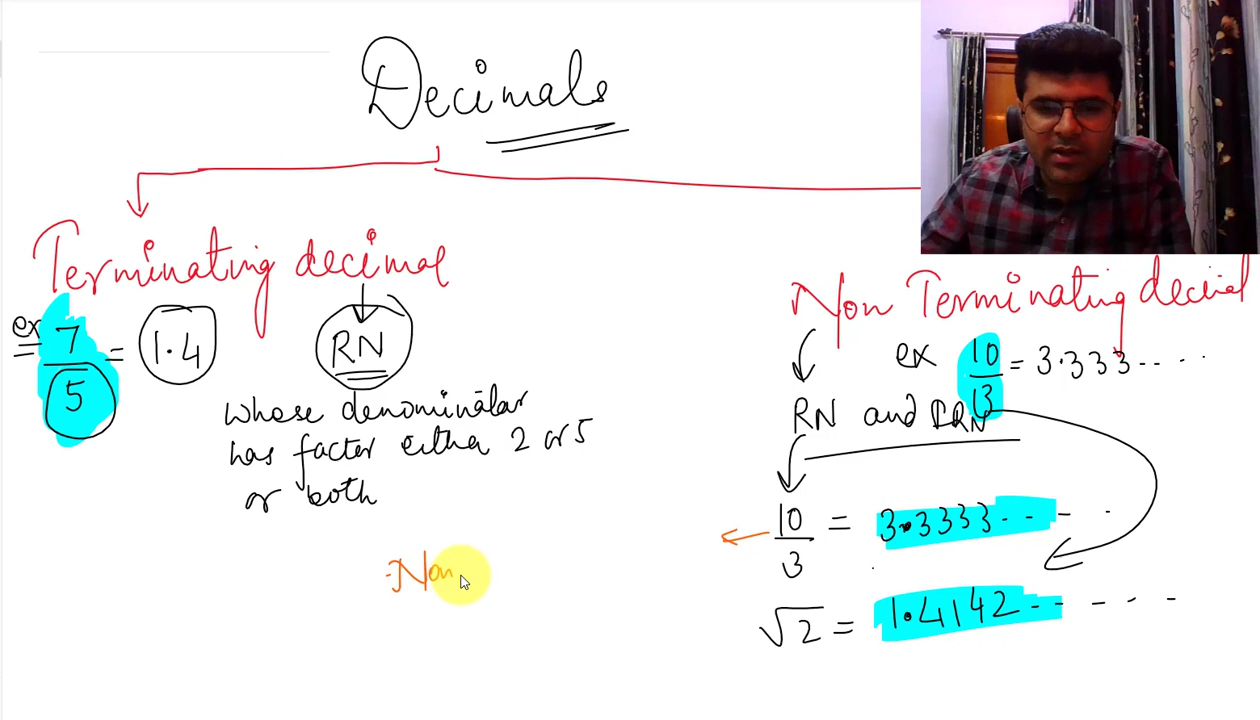 Decimals
Terminating decimal
ex 7/5 = 1.4
RN
whose denominator
has factor either 2 or 5
or both
Non
Non Terminating decimal
ex 10/3 = 3.333....
RN and IRN
10/3 = 3.3333.. - .
√2 = 1.4142 - - - - -